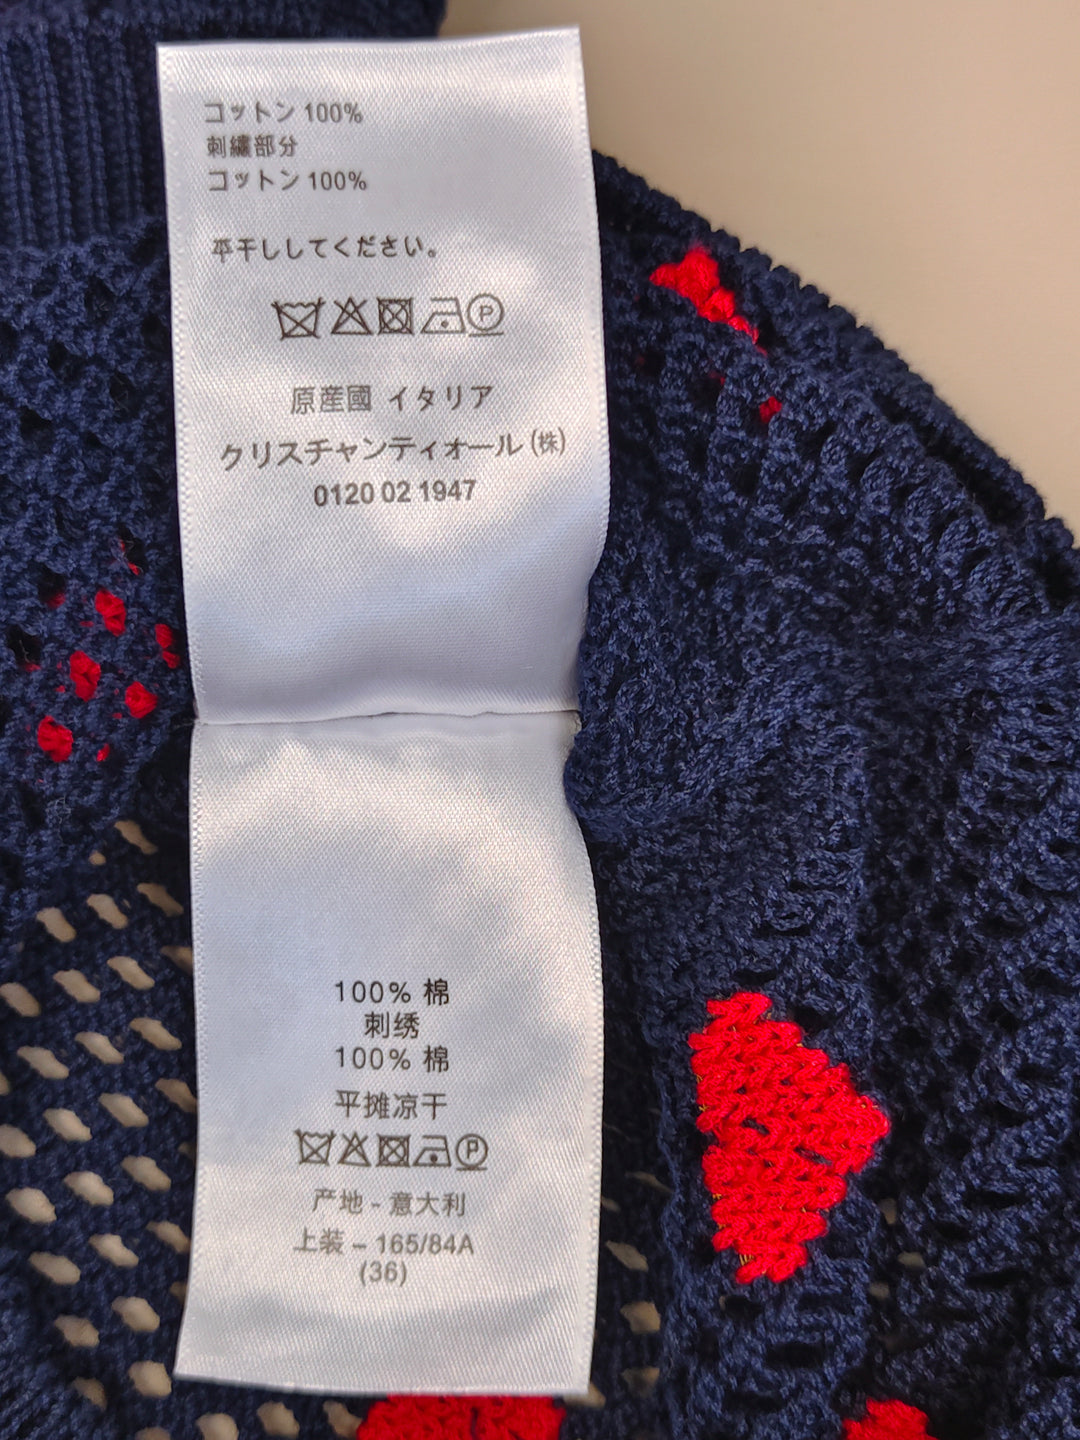 コットン 100%
刺繍部分
コットン 100%
平干ししてください。
P
原産國 イタリア
クリスチャンディオール (株)
0120 02 1947
100% 棉
刺绣
100% 棉
平摊凉干
P
产地 - 意大利
上装 – 165/84A
(36)